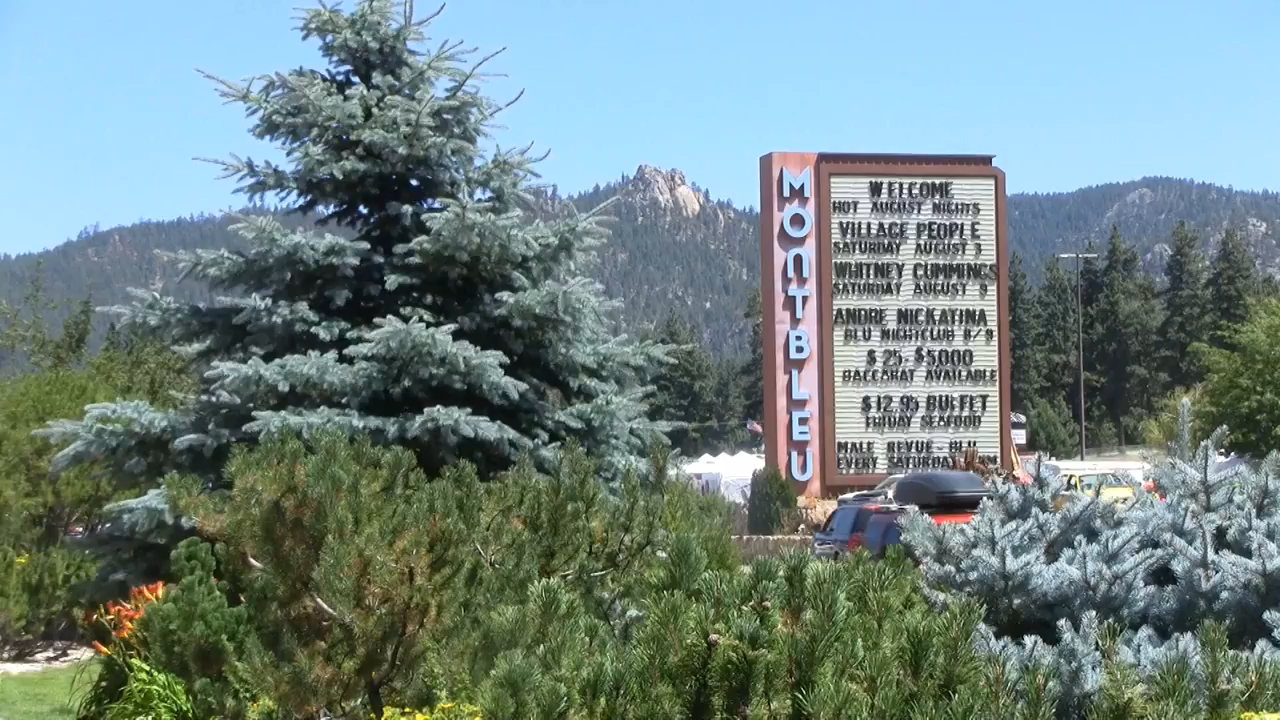 MONTBLEU
WELCOME
HOT AUGUST NIGHTS
VILLAGE PEOPLE
SATURDAY AUGUST 3
WHITNEY CUMMINGS
SATURDAY AUGUST 9
ANDRE NICKATINA
BLU NIGHTCLUB 8/9
$25-$5000
BACCARAT AVAILABLE
$12.95 BUFFET
FRIDAY SEAFOOD
MALE REVUE BLU
EVERY SATURDAY